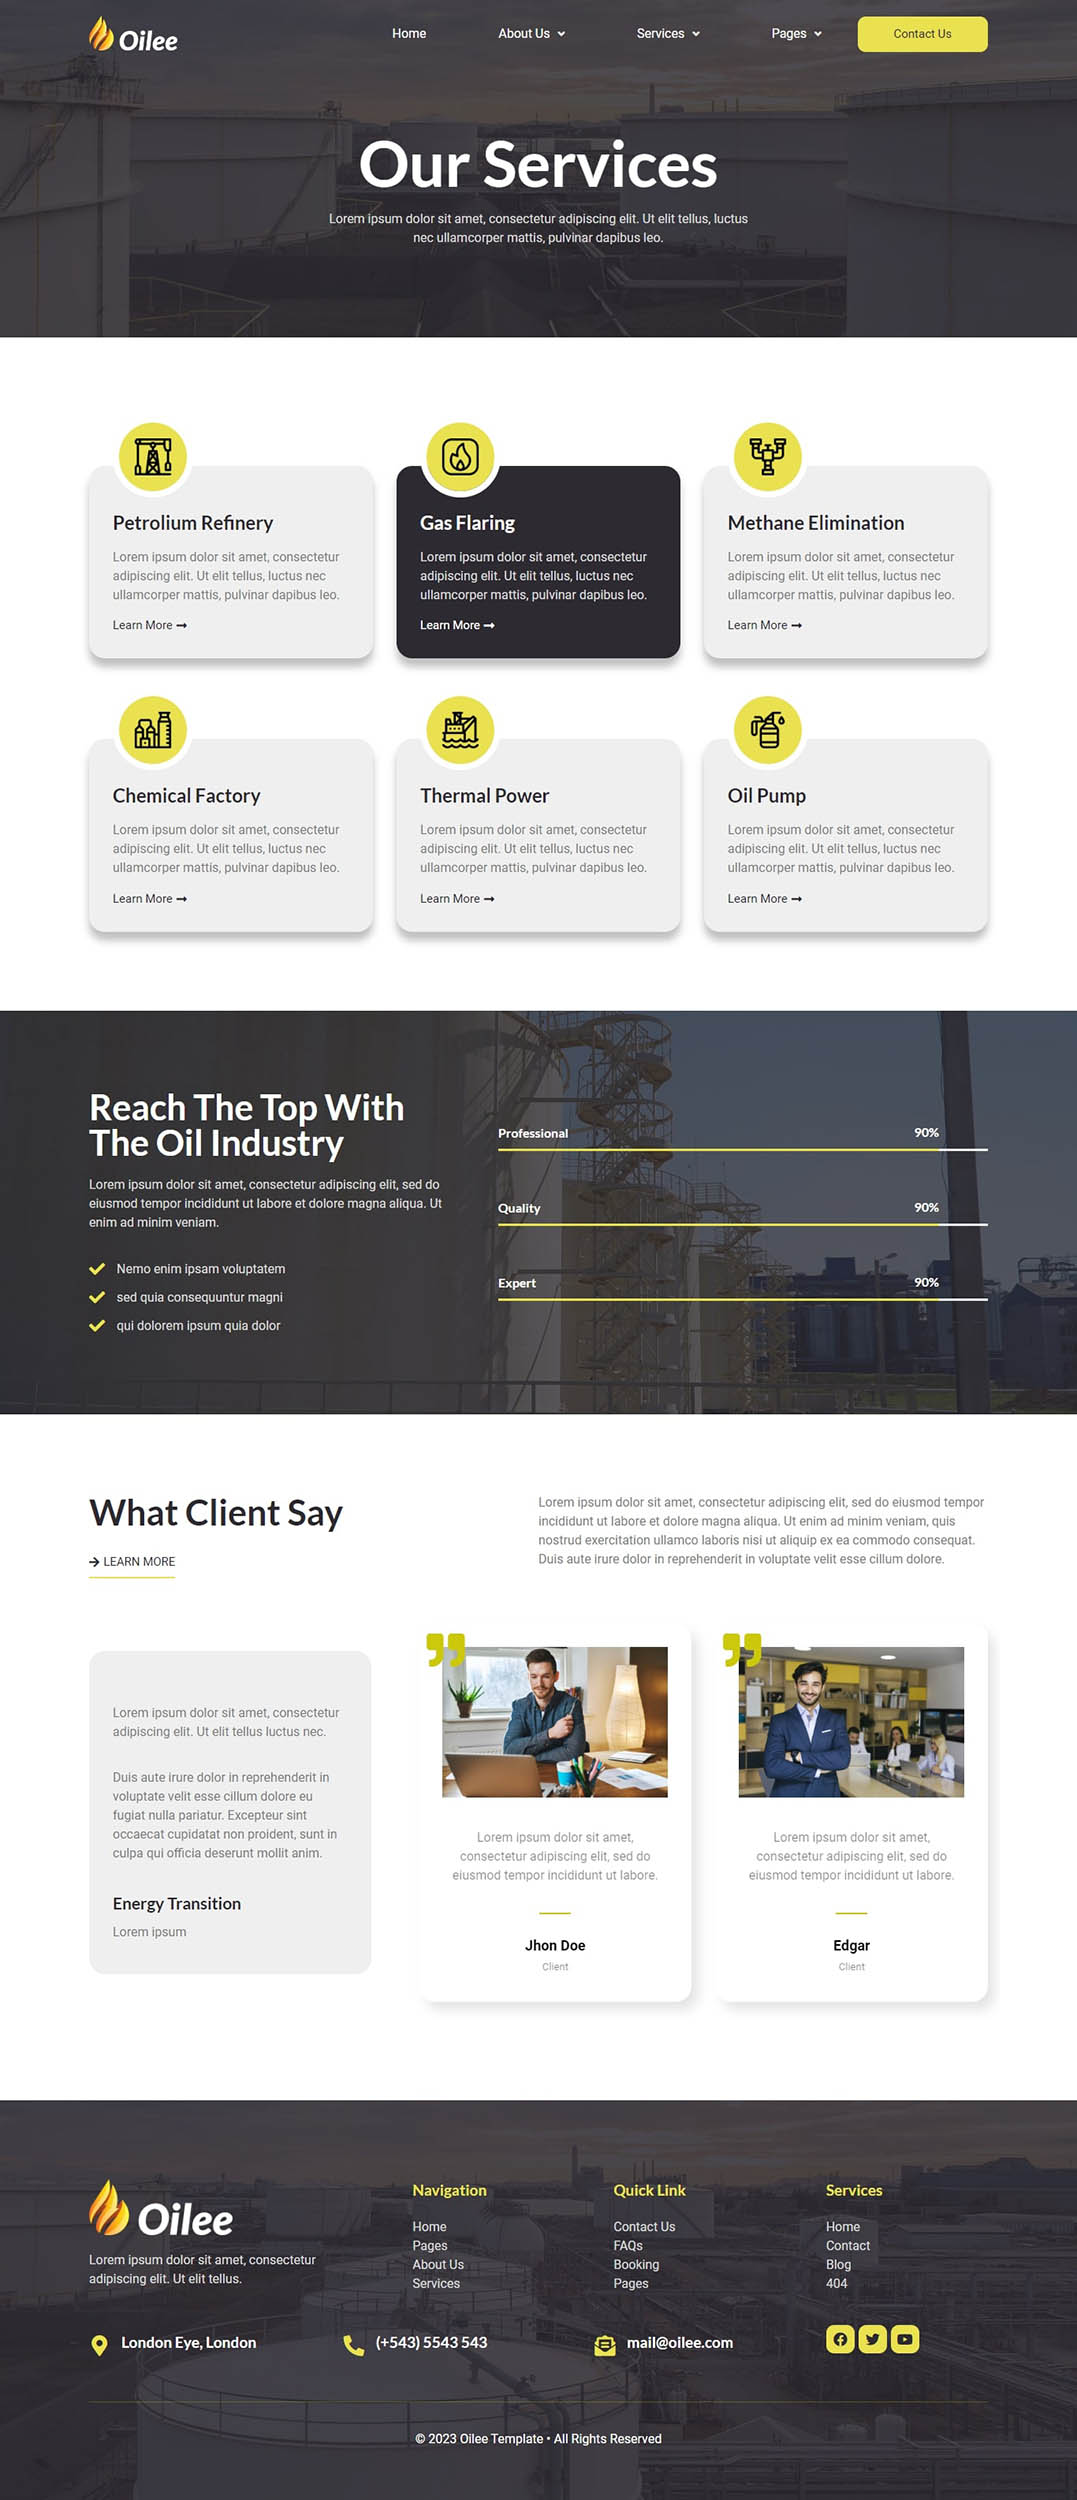 Oilee
Home
About Us
Services
Pages
Contact Us
Our Services
Lorem ipsum dolor sit amet, consectetur adipiscing elit. Ut elit tellus, luctus
nec ullamcorper mattis, pulvinar dapibus leo.
Petrolium Refinery
Lorem ipsum dolor sit amet, consectetur
adipiscing elit. Ut elit tellus, luctus nec
ullamcorper mattis, pulvinar dapibus leo.
Learn More
Gas Flaring
Lorem ipsum dolor sit amet, consectetur
adipiscing elit. Ut elit tellus, luctus nec
ullamcorper mattis, pulvinar dapibus leo.
Learn More
Methane Elimination
Lorem ipsum dolor sit amet, consectetur
adipiscing elit. Ut elit tellus, luctus nec
ullamcorper mattis, pulvinar dapibus leo.
Learn More
Chemical Factory
Lorem ipsum dolor sit amet, consectetur
adipiscing elit. Ut elit tellus, luctus nec
ullamcorper mattis, pulvinar dapibus leo.
Learn More
Thermal Power
Lorem ipsum dolor sit amet, consectetur
adipiscing elit. Ut elit tellus, luctus nec
ullamcorper mattis, pulvinar dapibus leo.
Learn More
Oil Pump
Lorem ipsum dolor sit amet, consectetur
adipiscing elit. Ut elit tellus, luctus nec
ullamcorper mattis, pulvinar dapibus leo.
Learn More
Reach The Top With
The Oil Industry
Lorem ipsum dolor sit amet, consectetur adipiscing elit, sed do
eiusmod tempor incididunt ut labore et dolore magna aliqua. Ut
enim ad minim veniam.
Nemo enim ipsam voluptatem
sed quia consequuntur magni
qui dolorem ipsum quia dolor
Professional 90%
Quality 90%
Expert 90%
What Client Say
LEARN MORE
Lorem ipsum dolor sit amet, consectetur adipiscing elit, sed do eiusmod tempor
incididunt ut labore et dolore magna aliqua. Ut enim ad minim veniam, quis
nostrud exercitation ullamco laboris nisi ut aliquip ex ea commodo consequat.
Duis aute irure dolor in reprehenderit in voluptate velit esse cillum dolore.
Lorem ipsum dolor sit amet, consectetur
adipiscing elit. Ut elit tellus luctus nec.
Duis aute irure dolor in reprehenderit in
voluptate velit esse cillum dolore eu
fugiat nulla pariatur. Excepteur sint
occaecat cupidatat non proident, sunt in
culpa qui officia deserunt mollit anim.
Energy Transition
Lorem ipsum
Lorem ipsum dolor sit amet,
consectetur adipiscing elit, sed do
eiusmod tempor incididunt ut labore.
Jhon Doe
Client
Lorem ipsum dolor sit amet,
consectetur adipiscing elit, sed do
eiusmod tempor incididunt ut labore.
Edgar
Client
Oilee
Lorem ipsum dolor sit amet, consectetur
adipiscing elit. Ut elit tellus.
Navigation
Home
Pages
About Us
Services
Quick Link
Contact Us
FAQs
Booking
Pages
Services
Home
Contact
Blog
404
London Eye, London
(+543) 5543 543
mail@oilee.com
© 2023 Oilee Template • All Rights Reserved